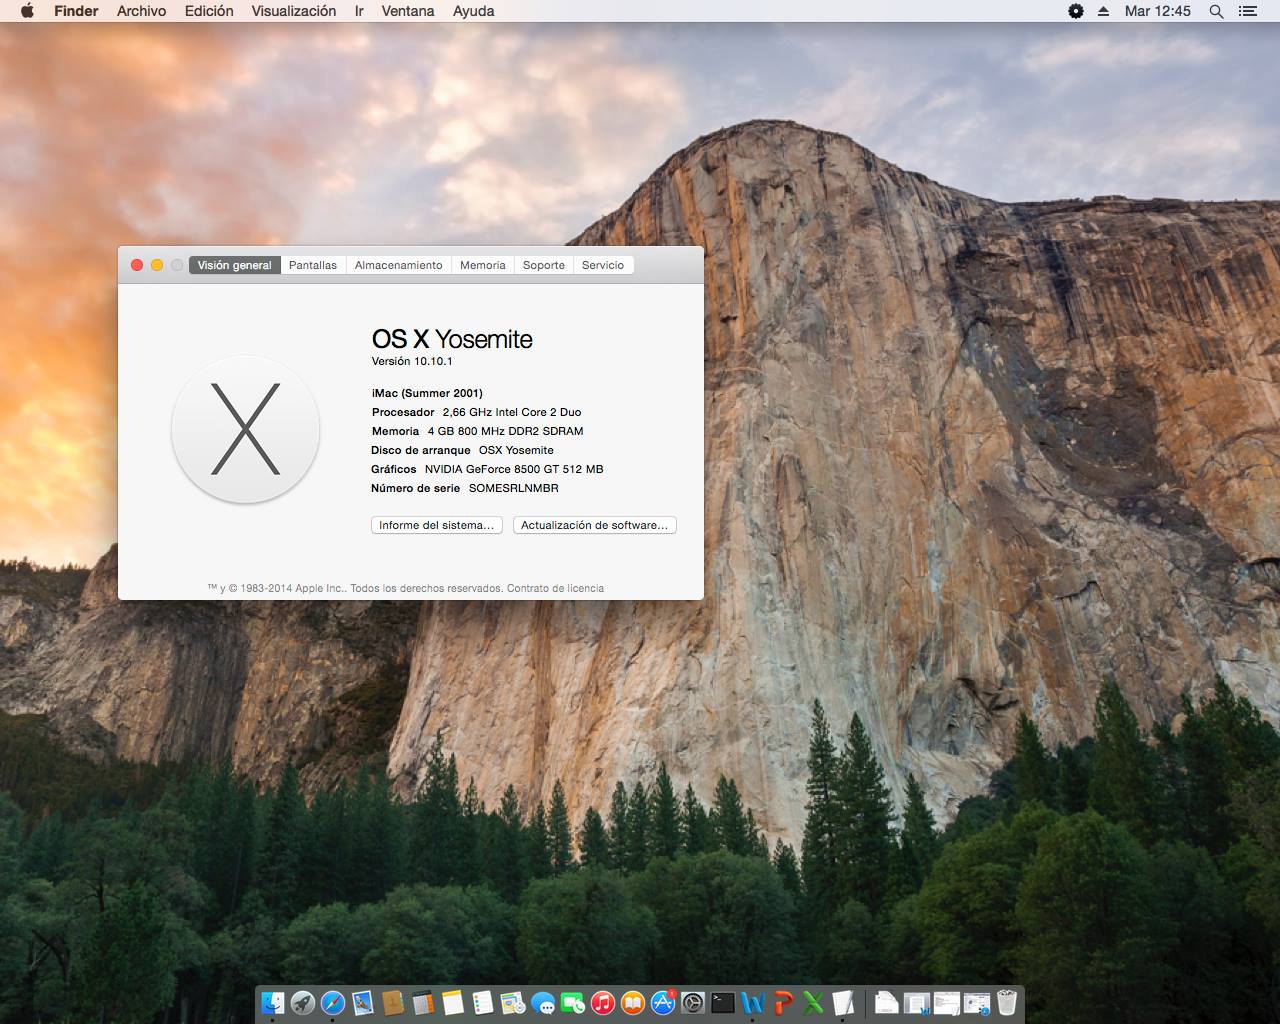 Finder Archivo Edición Visualización Ir Ventana Ayuda Mar 12:45
Visión general Pantallas Almacenamiento Memoria Soporte Servicio
OS X Yosemite
Versión 10.10.1
iMac (Summer 2001)
Procesador 2,66 GHz Intel Core 2 Duo
Memoria 4 GB 800 MHz DDR2 SDRAM
Disco de arranque OSX Yosemite
Gráficos NVIDIA GeForce 8500 GT 512 MB
Número de serie SOMESRLNMBR
Informe del sistema... Actualización de software...
™ y © 1983-2014 Apple Inc.. Todos los derechos reservados. Contrato de licencia